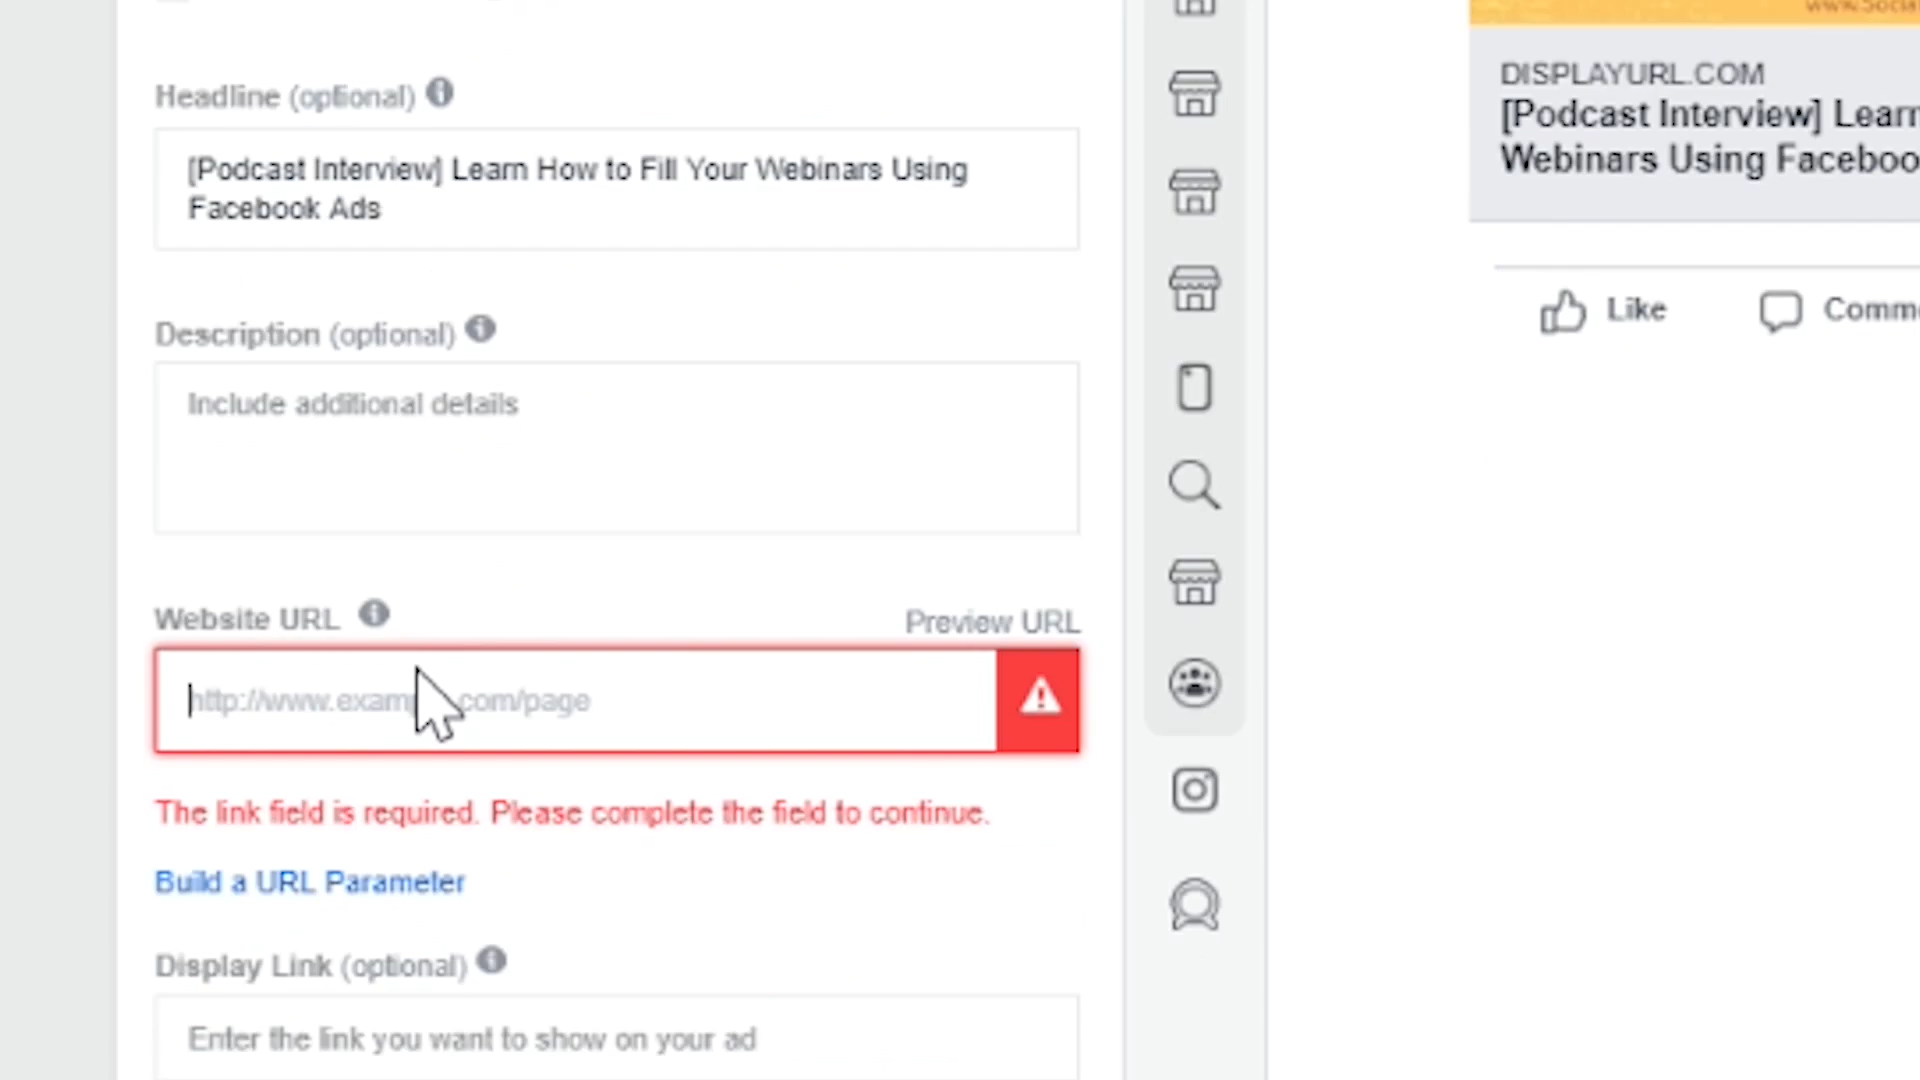 Headline (optional)
[Podcast Interview] Learn How to Fill Your Webinars Using
Facebook Ads
Description (optional)
Include additional details
Website URL
Preview URL
http://www.exam com/page
The link field is required. Please complete the field to continue.
Build a URL Parameter
Display Link (optional)
Enter the link you want to show on your ad
DISPLAYURL.COM
[Podcast Interview] Learn
Webinars Using Faceboo
Like
Comme